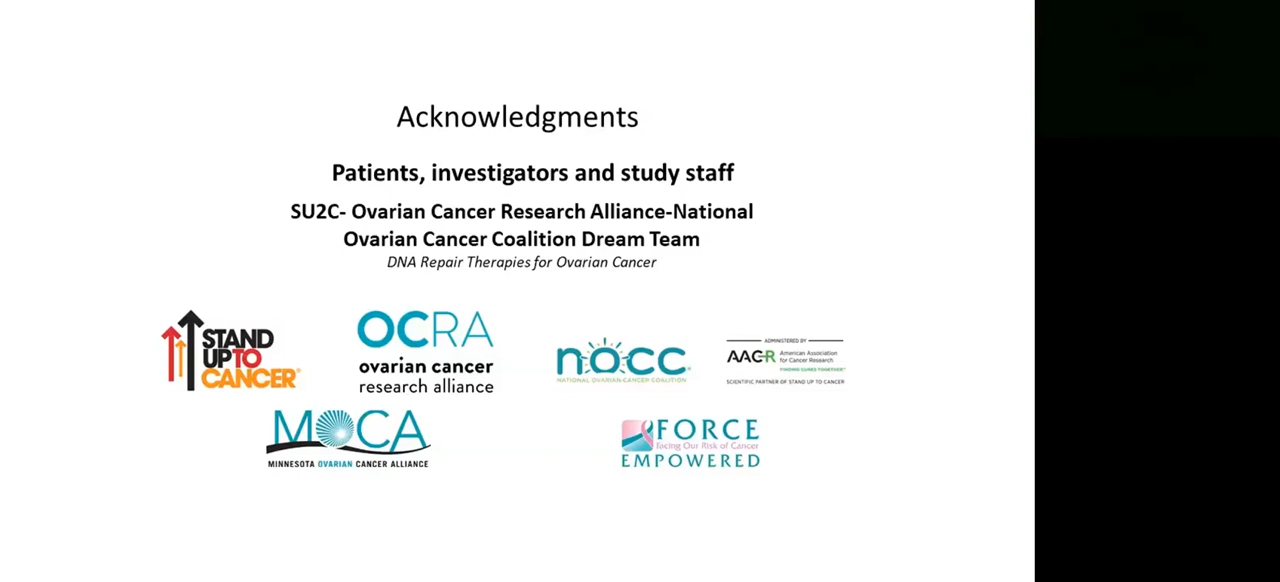 Acknowledgments
Patients, investigators and study staff
SU2C- Ovarian Cancer Research Alliance-National
Ovarian Cancer Coalition Dream Team
DNA Repair Therapies for Ovarian Cancer
STAND
UP TO
CANCER®
OCRA
ovarian cancer
research alliance
nocc®
NATIONAL OVARIAN CANCER COALITION
ADMINISTERED BY
AACR American Association
for Cancer Research
FINDING CURES TOGETHER®
SCIENTIFIC PARTNER OF STAND UP TO CANCER
MOCA
MINNESOTA OVARIAN CANCER ALLIANCE
FORCE
Facing Our Risk of Cancer
EMPOWERED